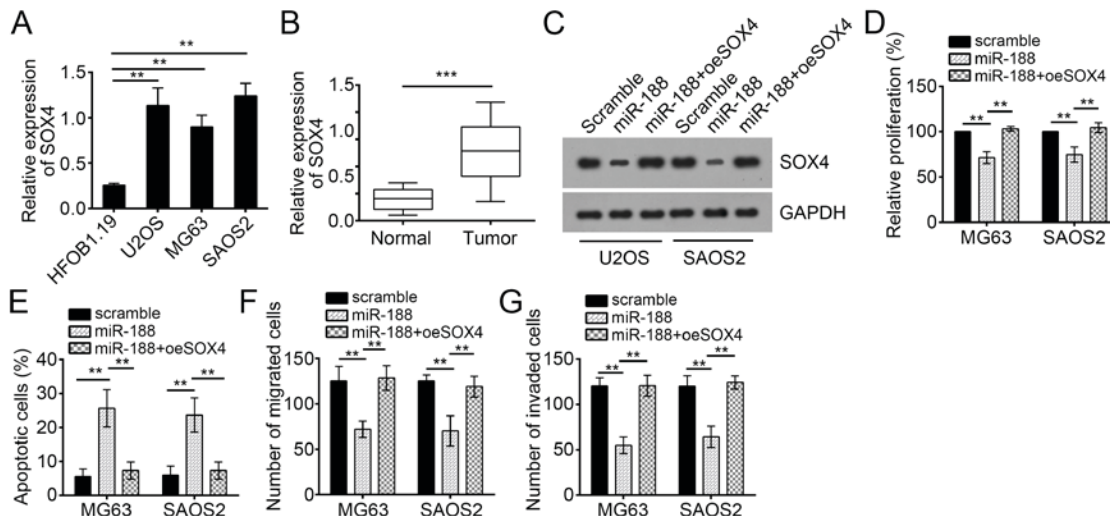 A
Relative expression
of SOX4
1.5
1.0
0.5
0.0
**
**
**
HFOB1.19
U2OS
MG63
SAOS2
B
Relative expression
of SOX4
1.5
1.0
0.5
0.0
***
Normal
Tumor
C
Scramble
miR-188
miR-188+oeSOX4
Scramble
miR-188
miR-188+oeSOX4
SOX4
GAPDH
U2OS
SAOS2
D
scramble
miR-188
miR-188+oeSOX4
Relative proliferation (%)
150
100
50
0
**
**
**
**
MG63
SAOS2
E
scramble
miR-188
miR-188+oeSOX4
Apoptotic cells (%)
40
30
20
10
0
**
**
**
**
MG63
SAOS2
F
scramble
miR-188
miR-188+oeSOX4
Number of migrated cells
150
100
50
0
**
**
**
**
MG63
SAOS2
G
scramble
miR-188
miR-188+oeSOX4
Number of invaded cells
150
100
50
0
**
**
**
**
MG63
SAOS2